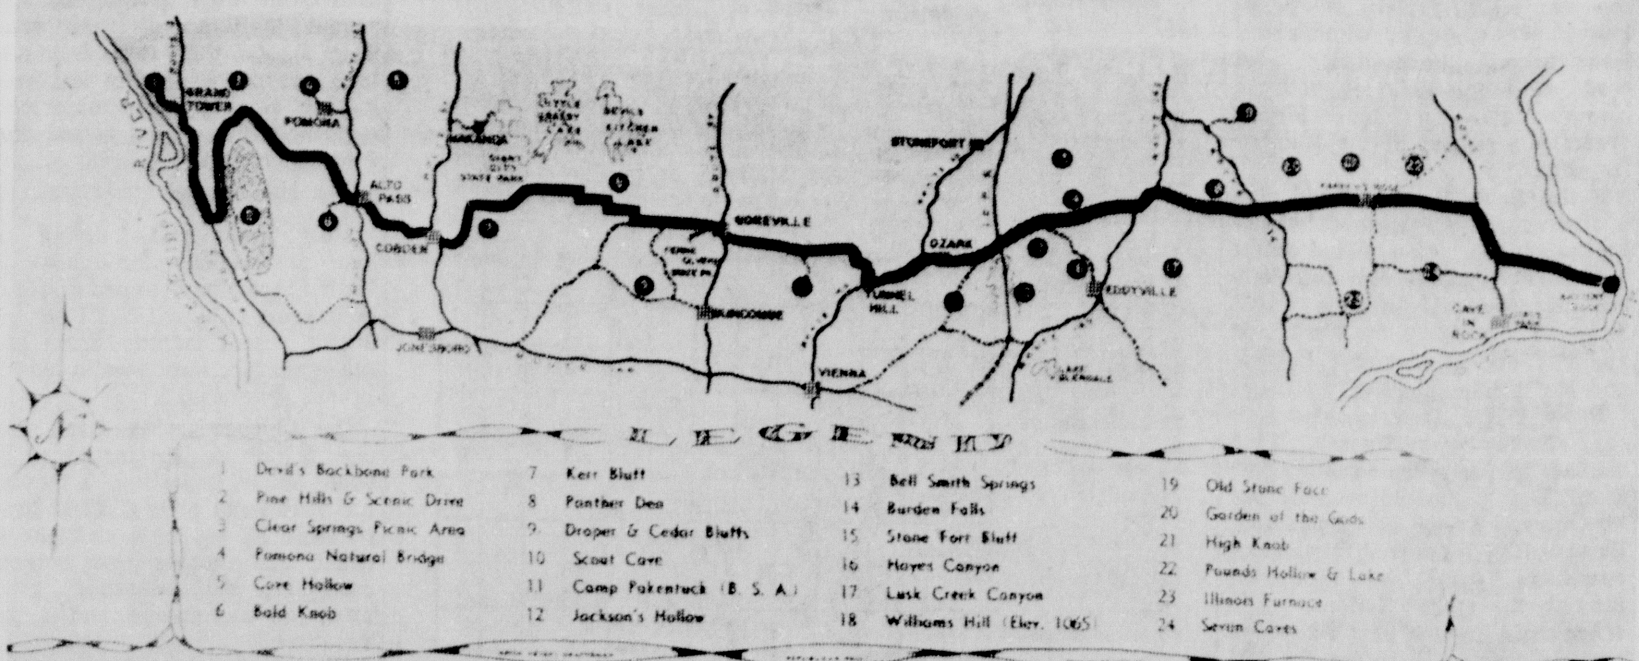 GRAND
TOWER
POMONA
MAKANDA
GIANT
CITY
STATE PARK
LITTLE
GRASSY
LAKE
DEVILS
KITCHEN
LAKE
STONEFORT
ALTO
PASS
COBDEN
GOREVILLE
OZARK
TUNNEL
HILL
EDDYVILLE
BUNCOMBE
JONESBORO
VIENNA
LAKE
GLENDALE
CAVE
IN
ROCK
RIVER
N
LEGEND KEY
1 Devil's Backbone Park
2 Pine Hills & Scenic Drive
3 Clear Springs Picnic Area
4 Pomona Natural Bridge
5 Cave Hollow
6 Bald Knob
7 Kerr Bluff
8 Panther Den
9 Draper & Cedar Bluffs
10 Scout Cave
11 Camp Pakentuck (B. S. A.)
12 Jackson's Hollow
13 Bell Smith Springs
14 Burden Falls
15 Stone Fort Bluff
16 Hayes Canyon
17 Lusk Creek Canyon
18 Williams Hill (Elev. 1065)
19 Old Stone Face
20 Garden of the Gods
21 High Knob
22 Pounds Hollow & Lake
23 Illinois Furnace
24 Seven Caves